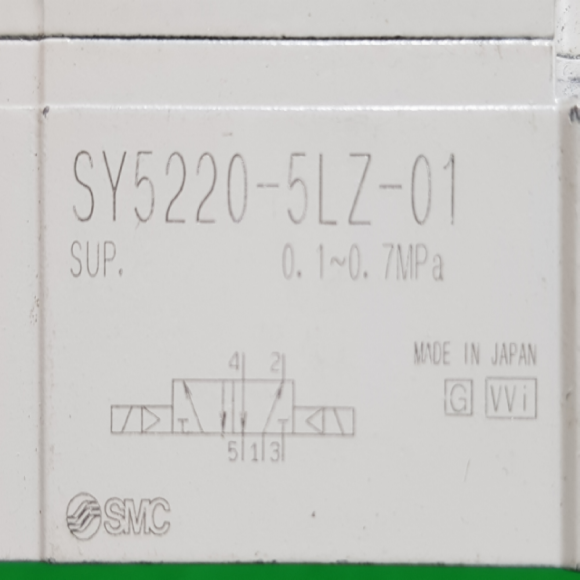 SY5220-5LZ-01
SUP. 0.1~0.7MPa
MADE IN JAPAN
G VVi
4 2
5 1 3
SMC